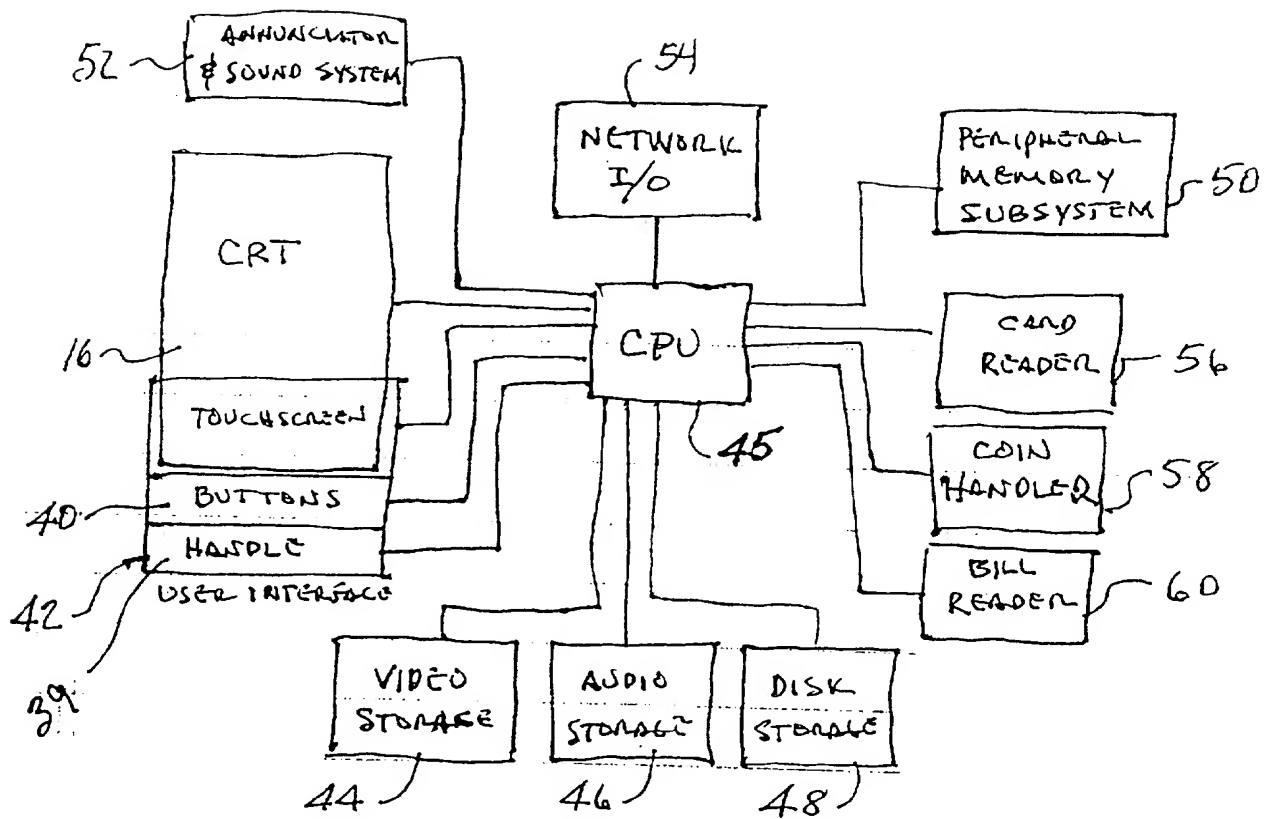 52
ANNUNCIATOR
& SOUND SYSTEM
54
NETWORK
I/O
PERIPHERAL
MEMORY
SUBSYSTEM
50
CRT
16
TOUCHSCREEN
40
BUTTONS
HANDLE
42
USER INTERFACE
39
CPU
45
CARD
READER
56
COIN
HANDLER
58
BILL
READER
60
VIDEO
STORAGE
44
AUDIO
STORAGE
46
DISK
STORAGE
48